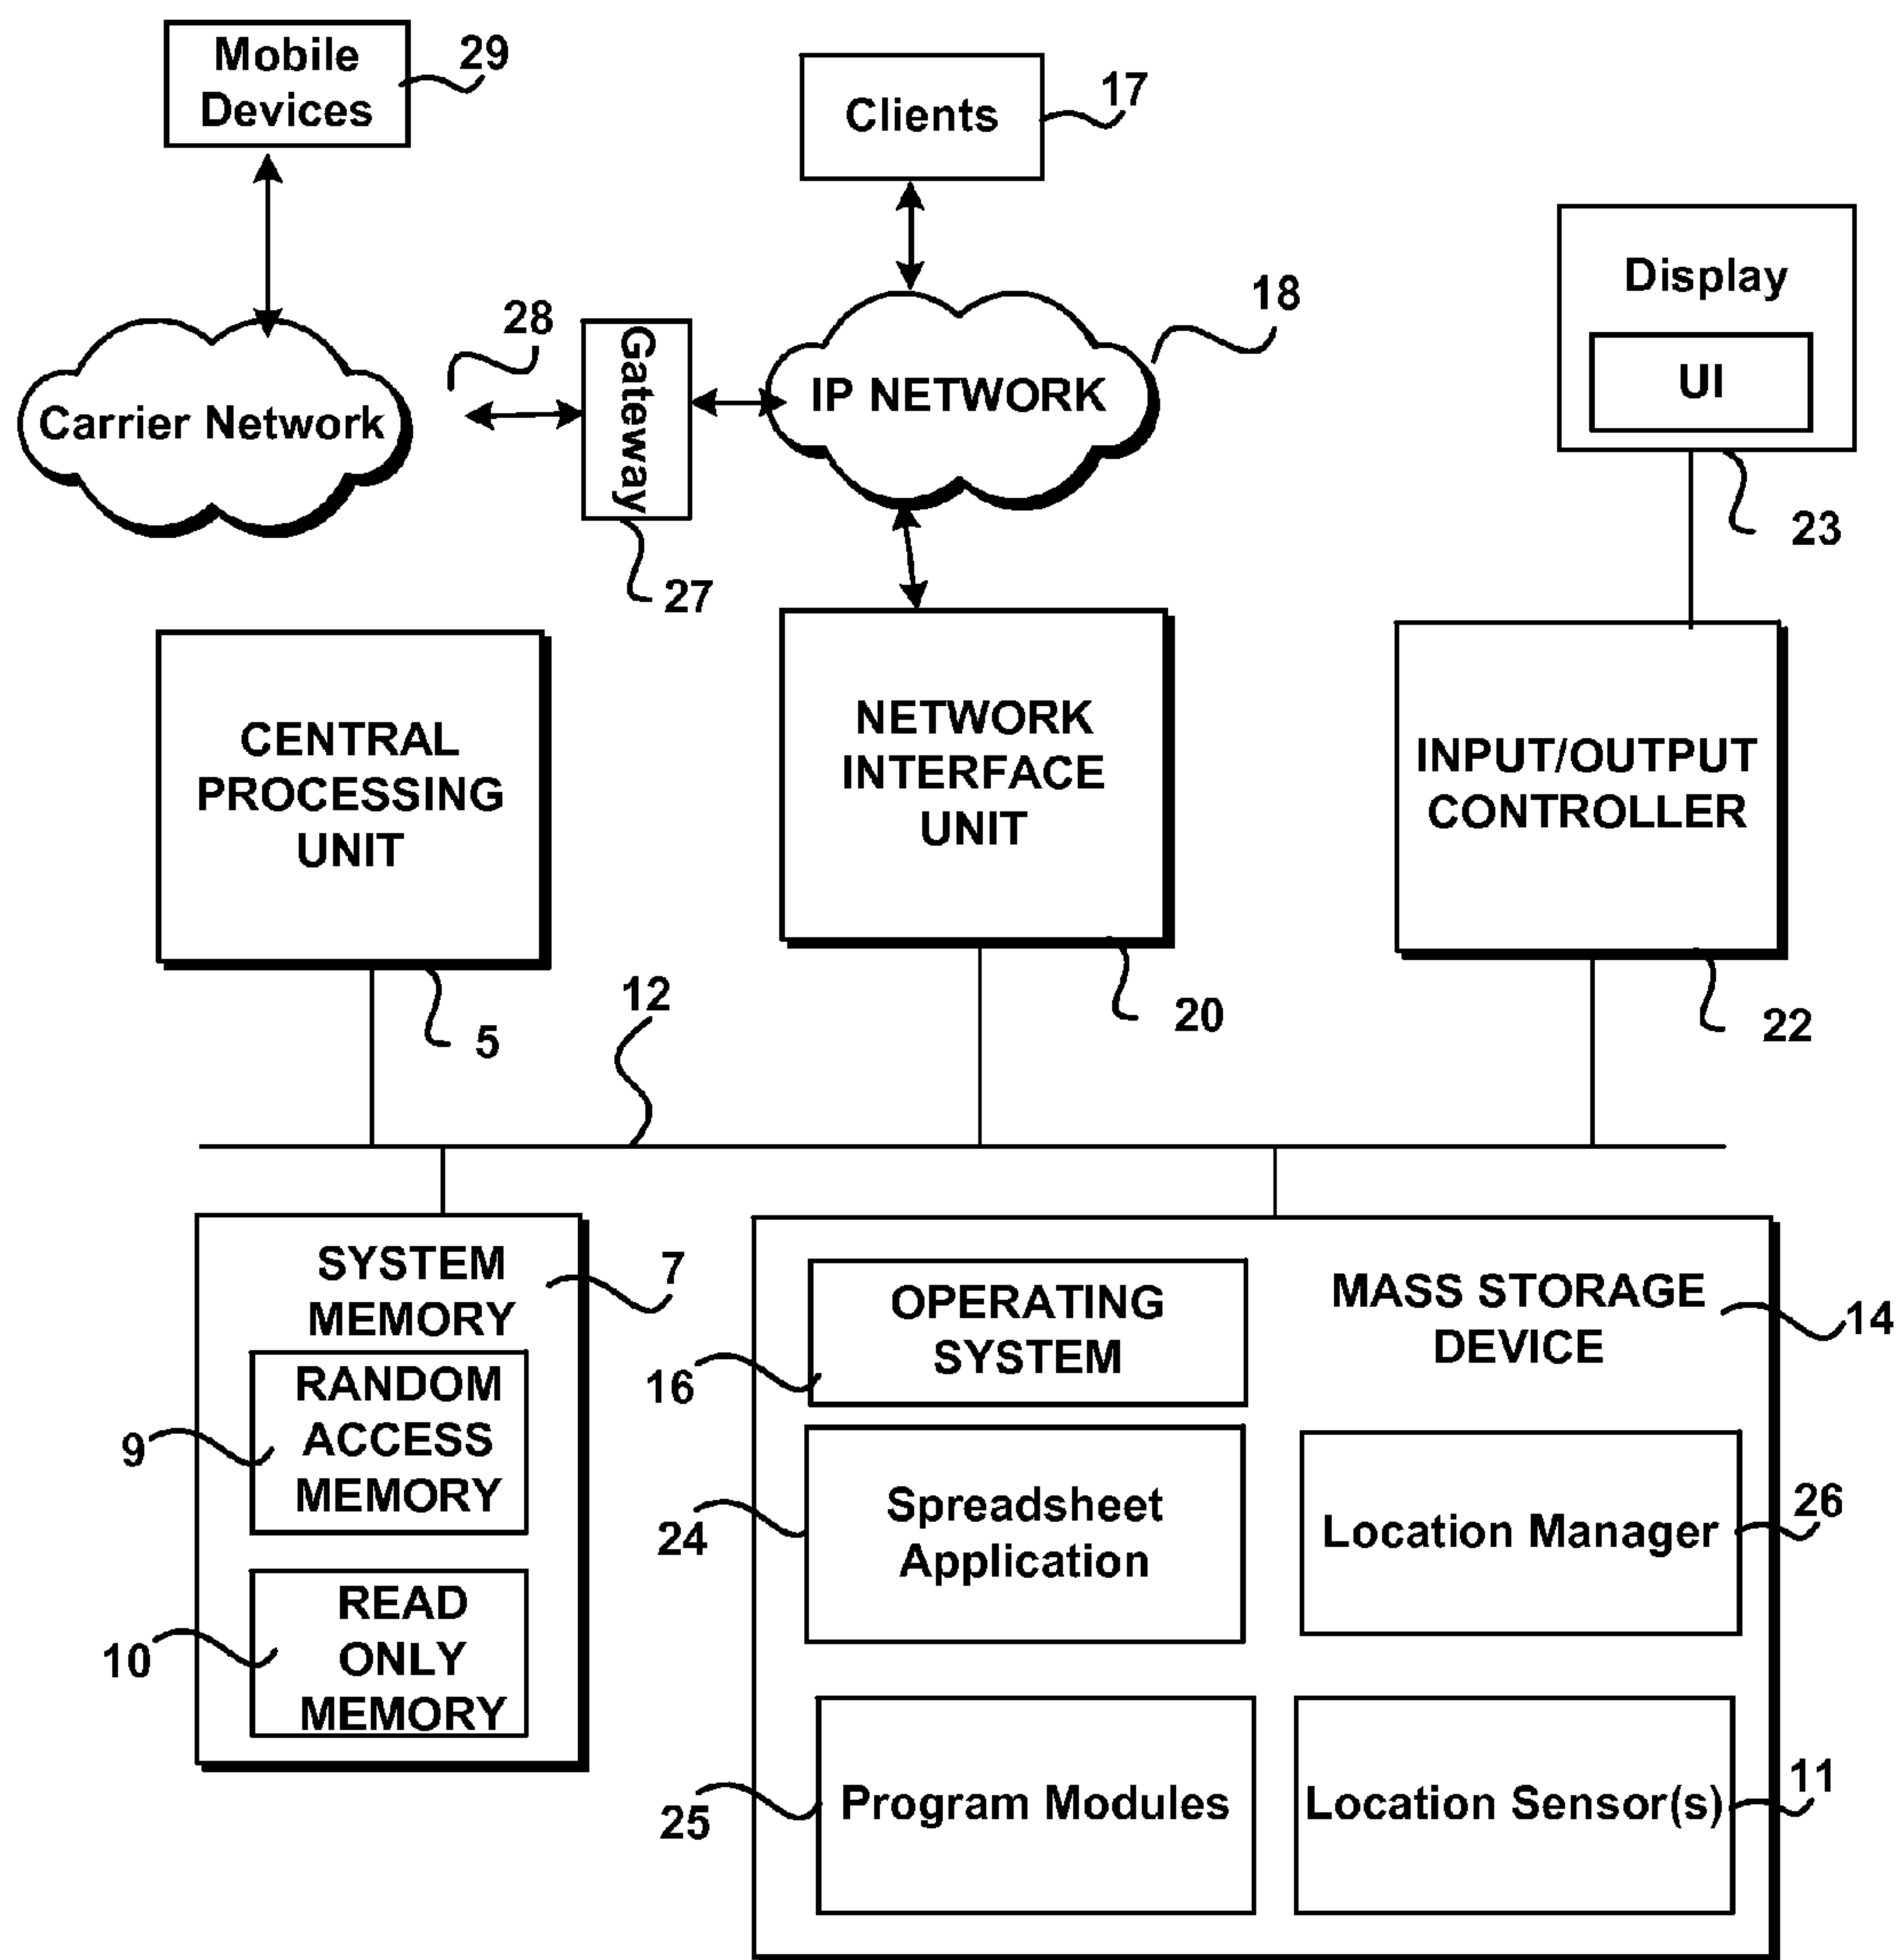 Mobile
Devices
29
Clients
17
Display
UI
23
28
Gateway
27
IP NETWORK
18
Carrier Network
CENTRAL
PROCESSING
UNIT
5
NETWORK
INTERFACE
UNIT
20
INPUT/OUTPUT
CONTROLLER
22
12
SYSTEM
MEMORY
7
RANDOM
ACCESS
MEMORY
9
READ
ONLY
MEMORY
10
OPERATING
SYSTEM
16
MASS STORAGE
DEVICE
14
Spreadsheet
Application
24
Location Manager
26
Program Modules
25
Location Sensor(s)
11